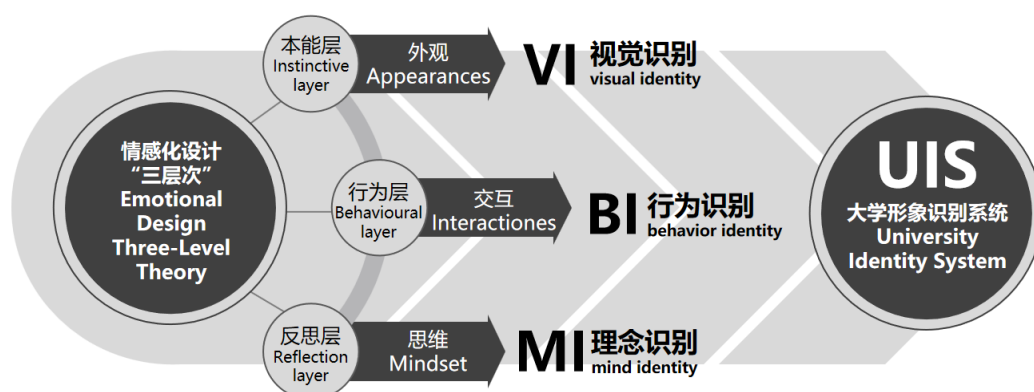 情感化设计
“三层次”
Emotional
Design
Three-Level
Theory
本能层
Instinctive
layer
外观
Appearances
VI 视觉识别
visual identity
行为层
Behavioural
layer
交互
Interactiones
BI 行为识别
behavior identity
反思层
Reflection
layer
思维
Mindset
MI 理念识别
mind identity
UIS
大学形象识别系统
University
Identity System